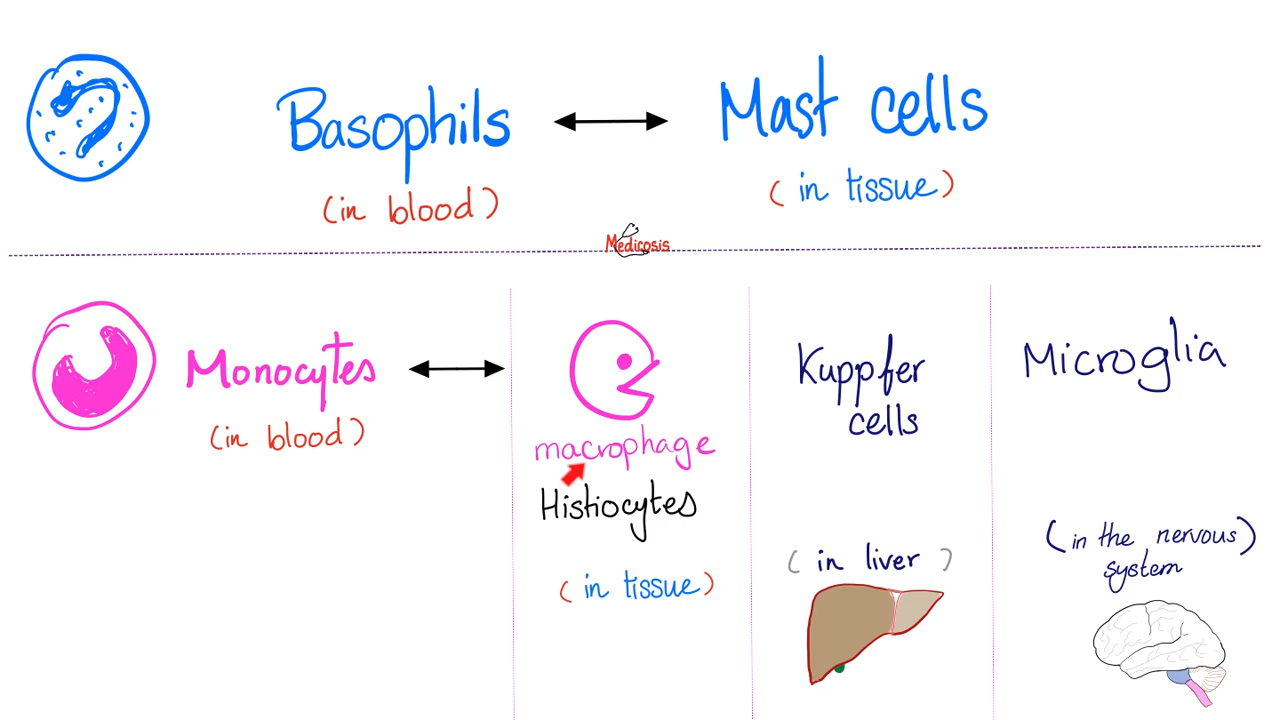 Basophils
Mast cells
(in blood)
(in tissue)
Medicosis
Monocytes
(in blood)
macrophage
Histiocytes
(in tissue)
Kuppfer
cells
(in liver)
Microglia
(in the nervous)
system